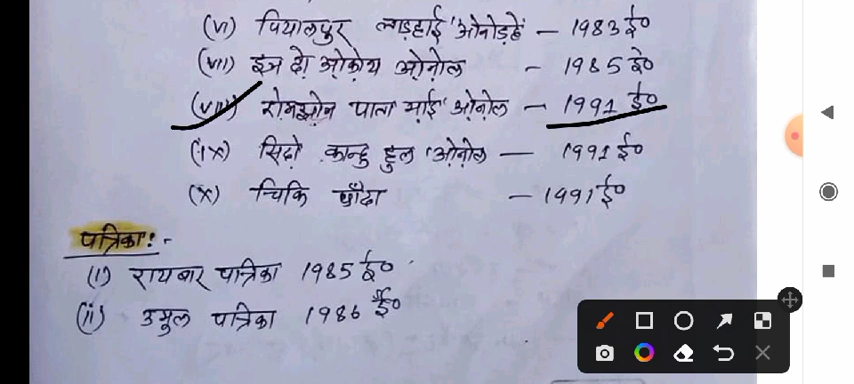 (VI) पियालपुर लाड़हाई ओनोड़हें – 1983 ई०
(VII) इञ दो ओकोय ओनोल - 1985 ई०
(VIII) रोनझोन पाता माई ओनोल - 1991 ई०
(ix) सिदो कान्दु हुल ओनोल – 1991 ई०
(x) चिकि चाँदा – 1991 ई०
पत्रिका :-
(i) रायबार पत्रिका 1985 ई०
(ii) उमुल पत्रिका 1986 ई०